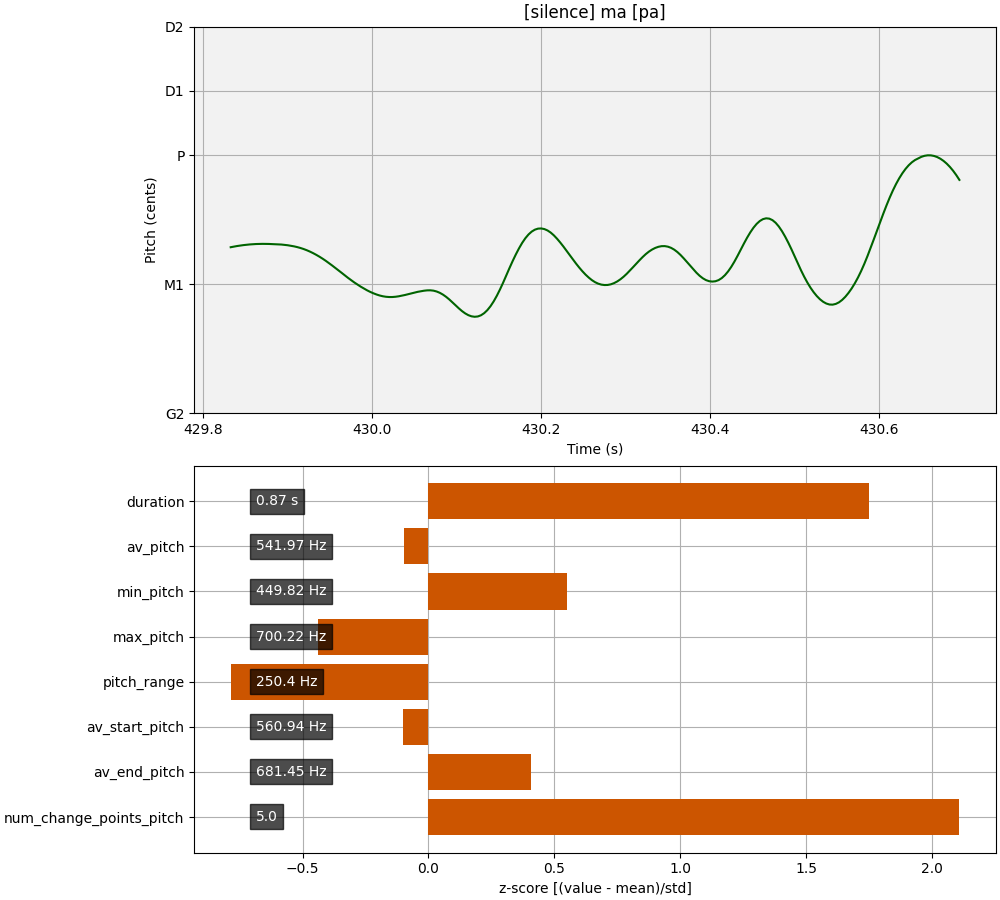 [silence] ma [pa]
D2
D1
P
M1
G2
Pitch (cents)
429.8 430.0 430.2 430.4 430.6
Time (s)
duration 0.87 s
av_pitch 541.97 Hz
min_pitch 449.82 Hz
max_pitch 700.22 Hz
pitch_range 250.4 Hz
av_start_pitch 560.94 Hz
av_end_pitch 681.45 Hz
num_change_points_pitch 5.0
−0.5 0.0 0.5 1.0 1.5 2.0
z-score [(value - mean)/std]